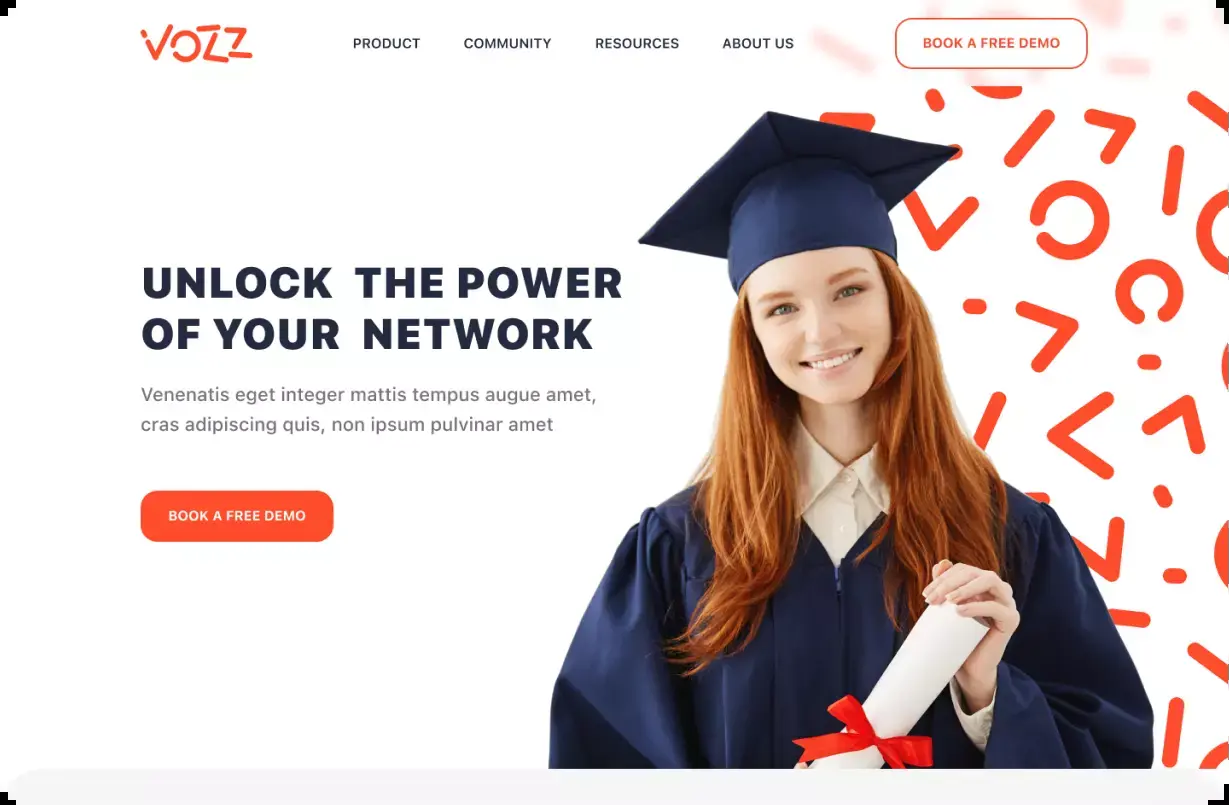 VOZZ
PRODUCT
COMMUNITY
RESOURCES
ABOUT US
BOOK A FREE DEMO
UNLOCK THE POWER
OF YOUR NETWORK
Venenatis eget integer mattis tempus augue amet,
cras adipiscing quis, non ipsum pulvinar amet
BOOK A FREE DEMO